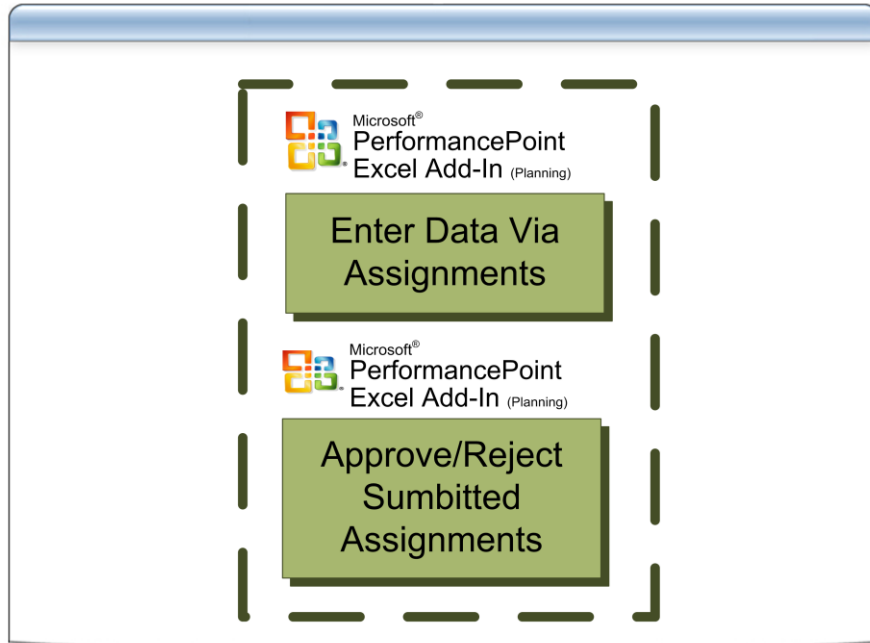 Microsoft®
PerformancePoint
Excel Add-In (Planning)
Enter Data Via
Assignments
Microsoft®
PerformancePoint
Excel Add-In (Planning)
Approve/Reject
Sumbitted
Assignments